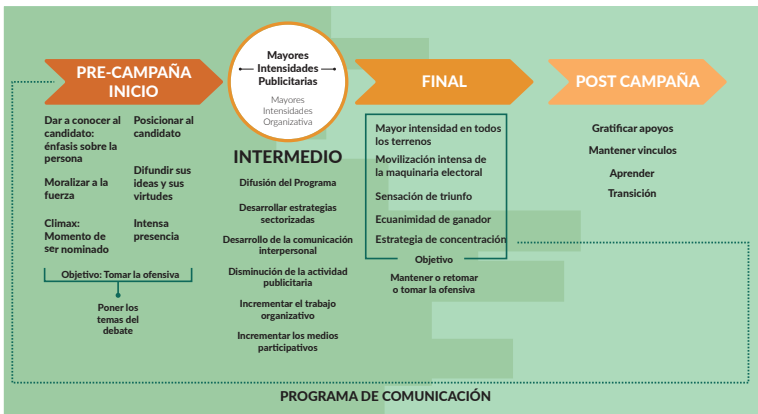 PRE-CAMPAÑA
INICIO
Dar a conocer al
candidato:
énfasis sobre la
persona
Moralizar a la
fuerza
Climax:
Momento de
ser nominado
Posicionar al
candidato
Difundir sus
ideas y sus
virtudes
Intensa
presencia
Objetivo: Tomar la ofensiva
Poner los
temas del
debate
Mayores
Intensidades
Publicitarias
Mayores
Intensidades
Organizativa
INTERMEDIO
Difusión del Programa
Desarrollar estrategias
sectorizadas
Desarrollo de la comunicación
interpersonal
Disminución de la actividad
publicitaria
Incrementar el trabajo
organizativo
Incrementar los medios
participativos
FINAL
Mayor intensidad en todos
los terrenos
Movilización intensa de
la maquinaria electoral
Sensación de triunfo
Ecuanimidad de ganador
Estrategia de concentración
Objetivo
Mantener o retomar
o tomar la ofensiva
POST CAMPAÑA
Gratificar apoyos
Mantener vinculos
Aprender
Transición
PROGRAMA DE COMUNICACIÓN